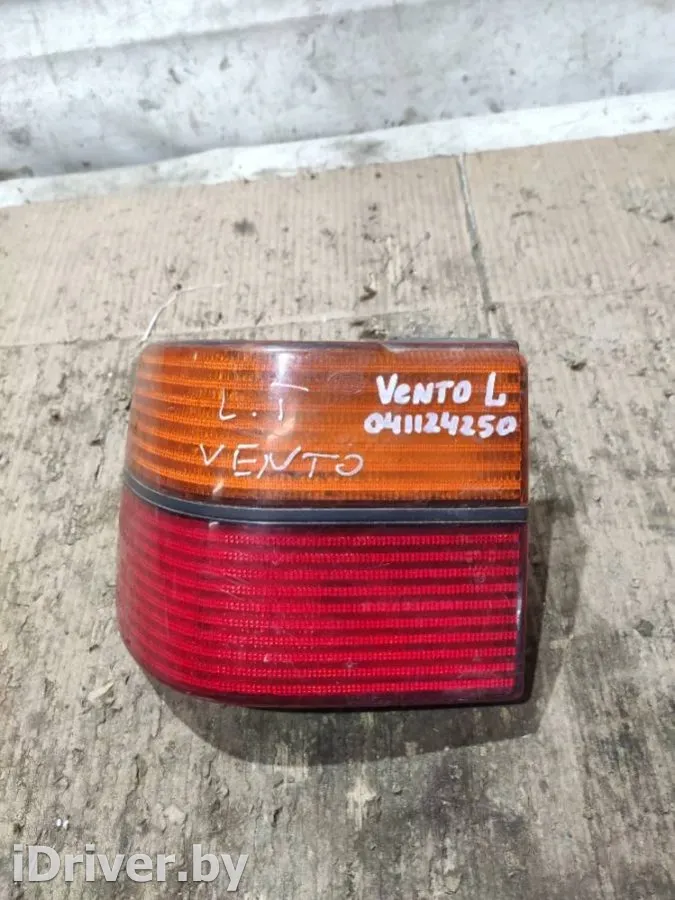 L.T
VENTO
VENTO L
041124250
iDriver.by